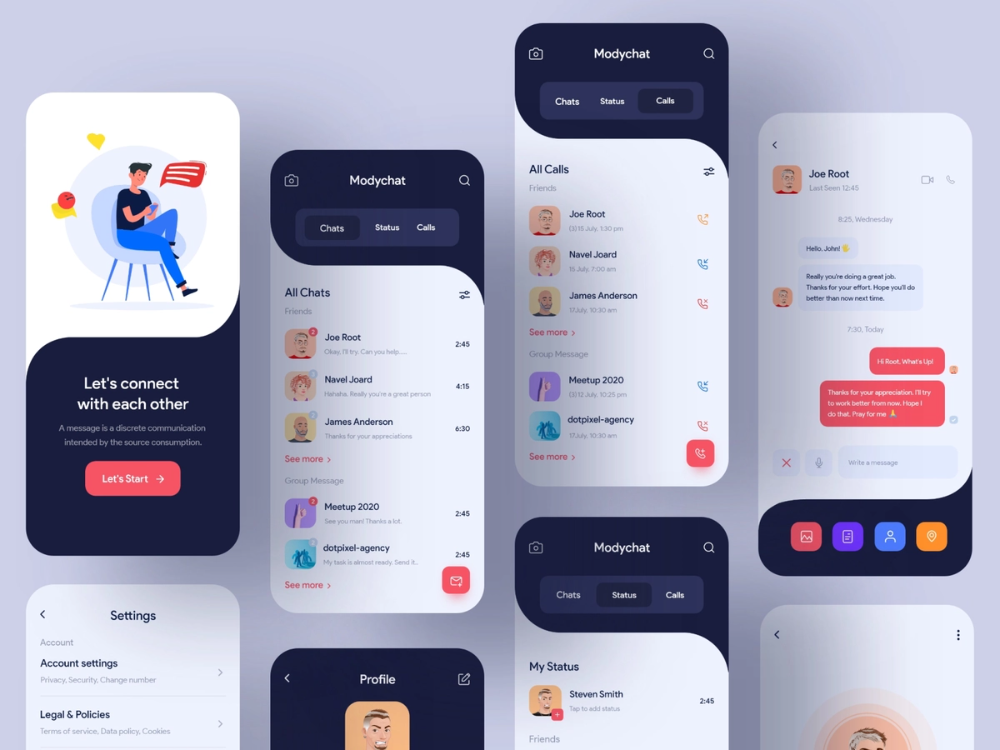 Let's connect
with each other
A message is a discrete communication
intended by the source consumption.
Let's Start
Settings
Account
Account settings
Privacy, Security, Change number
Legal & Policies
Terms of service, Data policy, Cookies
Modychat
Chats Status Calls
All Chats
Friends
2
Joe Root
Okay, I'll try. Can you help.....
2:45
Navel Joard
Hahaha. Really you're a great person
4:15
James Anderson
Thanks for your appreciations
6:30
See more
Group Message
2
Meetup 2020
See you man! Thanks a lot..
2:45
dotpixel-agency
My task is almost ready. Send it..
2:45
See more
Profile
Modychat
Chats Status Calls
All Calls
Friends
Joe Root
(3) 15 July, 1:30 pm
Navel Joard
15 July, 7:00 am
James Anderson
17July, 10:30 am
See more
Group Message
Meetup 2020
(3) 12 July, 10:25 pm
dotpixel-agency
17July, 10:30 am
See more
Modychat
Chats Status Calls
My Status
Steven Smith
Tap to add status
2:45
Friends
Joe Root
Last Seen 12:45
8:25, Wednesday
Hello, John!
Really you're doing a great job.
Thanks for your effort. Hope you'll do
better than now next time.
7:30, Today
Hi Root, What's Up!
Thanks for your appreciation. I'll try
to work better from now. Hope I
do that. Pray for me
Write a message